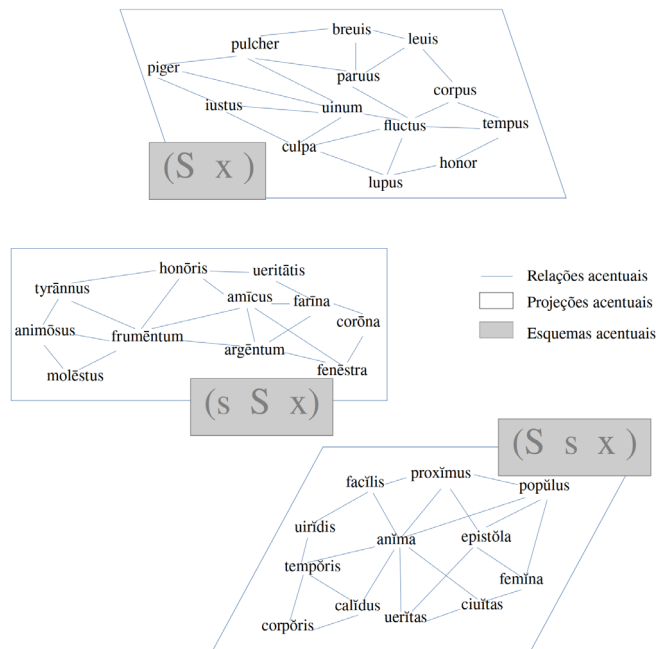 breuis
pulcher
leuis
piger
paruus
corpus
iustus
uinum
fluctus
tempus
culpa
honor
lupus
(S x )
honōris
ueritātis
tyrānnus
amīcus
farīna
corōna
animōsus
frumēntum
argēntum
molēstus
fenēstra
(s S x)
Relações acentuais
Projeções acentuais
Esquemas acentuais
(S s x )
proxĭmus
facĭlis
popŭlus
uirĭdis
anĭma
epistŏla
tempŏris
femĭna
calĭdus
ciuĭtas
uerĭtas
corpŏris